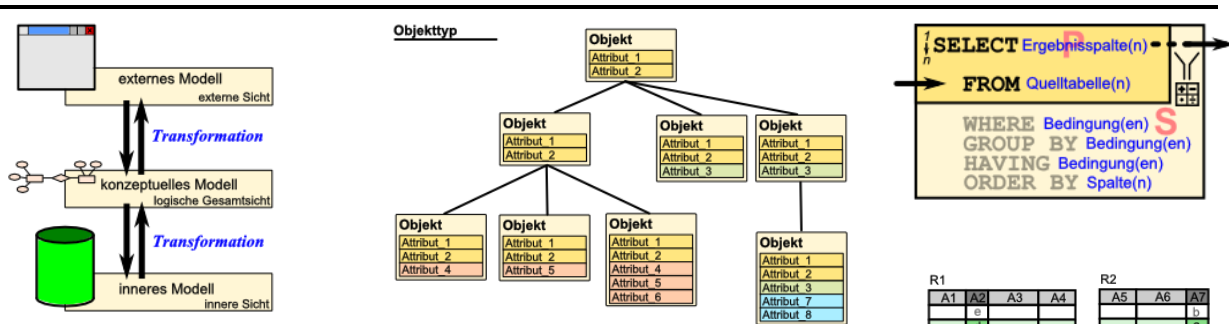 externes Modell
externe Sicht
Transformation
konzeptuelles Modell
logische Gesamtsicht
Transformation
inneres Modell
innere Sicht
Objekttyp
Objekt
Attribut_1
Attribut_2
Objekt
Attribut_1
Attribut_2
Objekt
Attribut_1
Attribut_2
Attribut_3
Objekt
Attribut_1
Attribut_2
Attribut_3
Objekt
Attribut_1
Attribut_2
Attribut_4
Objekt
Attribut_1
Attribut_2
Attribut_5
Objekt
Attribut_1
Attribut_2
Attribut_4
Attribut_5
Attribut_6
Objekt
Attribut_1
Attribut_2
Attribut_3
Attribut_7
Attribut_8
1
n
SELECT Ergebnisspalte(n)
P
FROM Quelltabelle(n)
WHERE Bedingung(en) S
GROUP BY Bedingung(en)
HAVING Bedingung(en)
ORDER BY Spalte(n)
R1
A1 A2 A3 A4
e
R2
A5 A6 A7
b